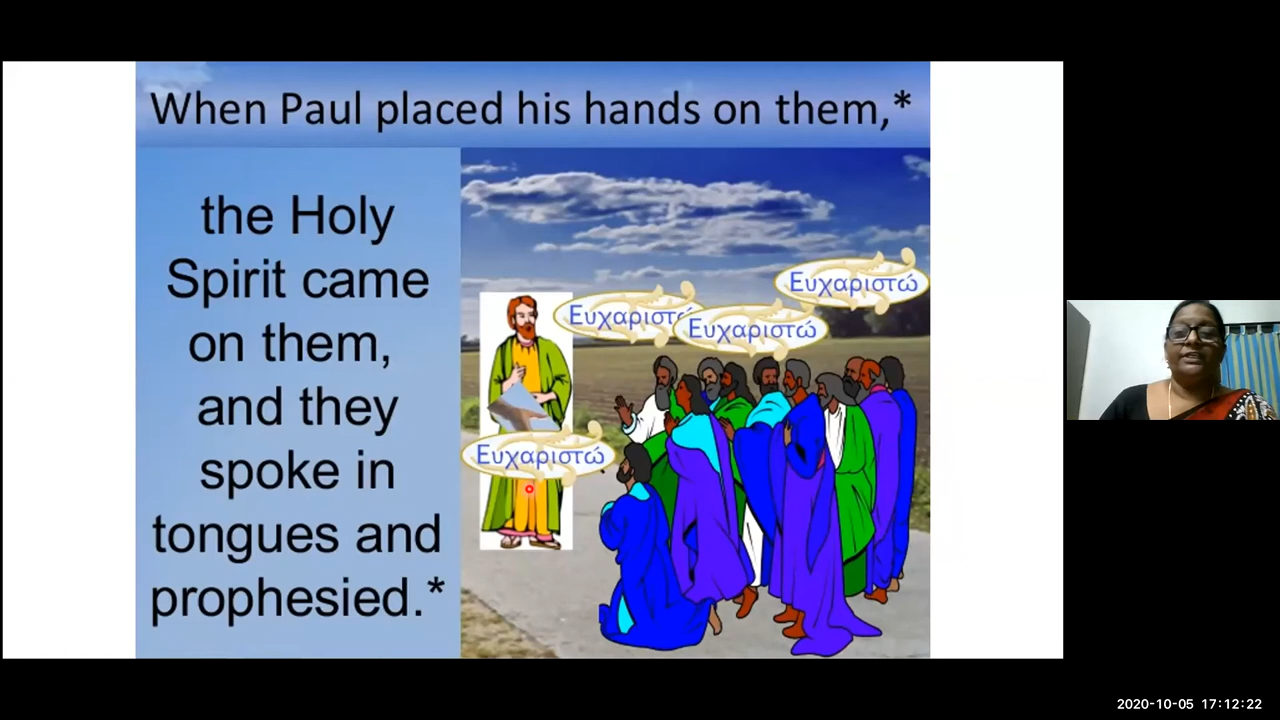 When Paul placed his hands on them,*
the Holy
Spirit came
on them,
and they
spoke in
tongues and
prophesied.*
Ευχαριστώ
Ευχαριστώ
Ευχαριστώ
Ευχαριστώ
2020-10-05 17:12:22